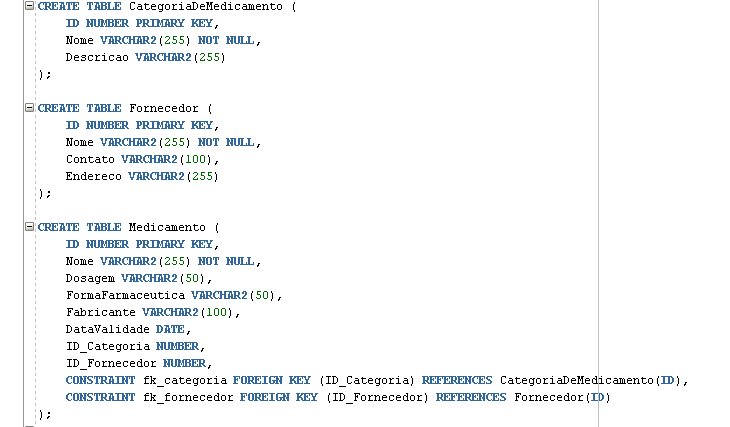 CREATE TABLE CategoriaDeMedicamento (
    ID NUMBER PRIMARY KEY,
    Nome VARCHAR2(255) NOT NULL,
    Descricao VARCHAR2(255)
);

CREATE TABLE Fornecedor (
    ID NUMBER PRIMARY KEY,
    Nome VARCHAR2(255) NOT NULL,
    Contato VARCHAR2(100),
    Endereco VARCHAR2(255)
);

CREATE TABLE Medicamento (
    ID NUMBER PRIMARY KEY,
    Nome VARCHAR2(255) NOT NULL,
    Dosagem VARCHAR2(50),
    FormaFarmaceutica VARCHAR2(50),
    Fabricante VARCHAR2(100),
    DataValidade DATE,
    ID_Categoria NUMBER,
    ID_Fornecedor NUMBER,
    CONSTRAINT fk_categoria FOREIGN KEY (ID_Categoria) REFERENCES CategoriaDeMedicamento(ID),
    CONSTRAINT fk_fornecedor FOREIGN KEY (ID_Fornecedor) REFERENCES Fornecedor(ID)
);